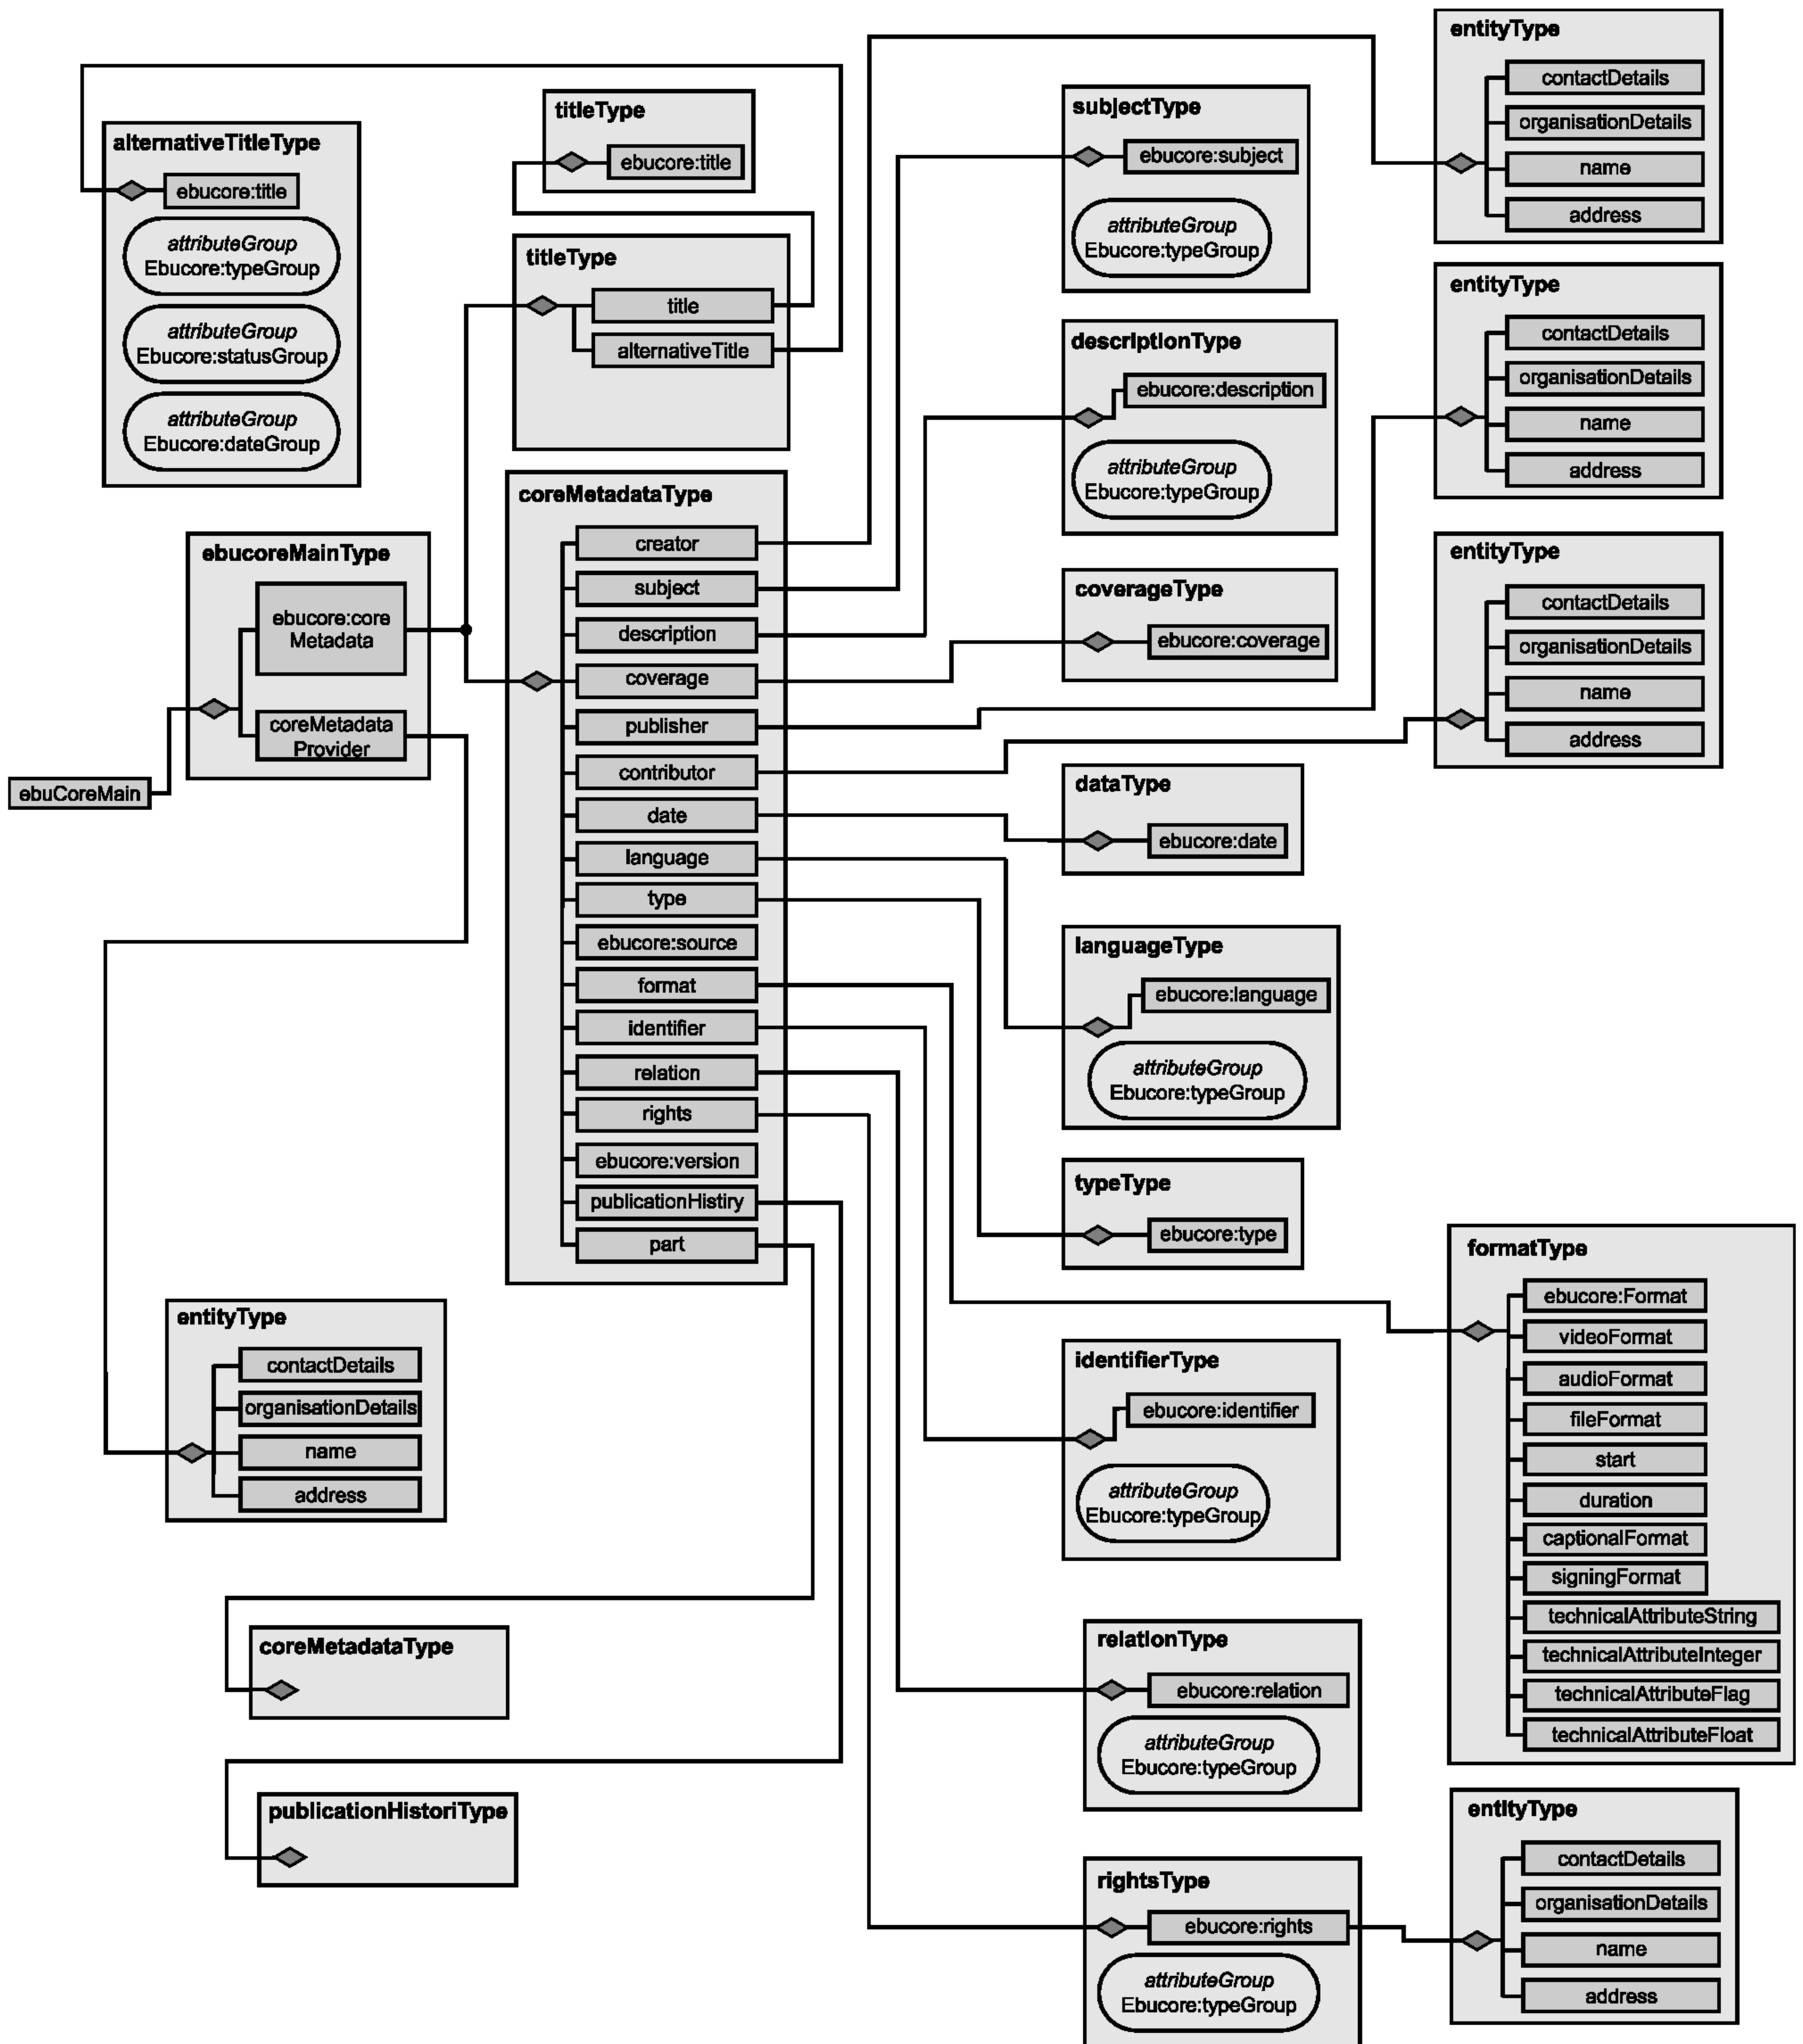 alternativeTitleType
ebucore:title
attributeGroup
Ebucore:typeGroup
attributeGroup
Ebucore:statusGroup
attributeGroup
Ebucore:dateGroup
titleType
ebucore:title
titleType
title
alternativeTitle
ebuCoreMain
ebucoreMainType
ebucore:core
Metadata
coreMetadata
Provider
coreMetadataType
creator
subject
description
coverage
publisher
contributor
date
language
type
ebucore:source
format
identifier
relation
rights
ebucore:version
publicationHistiry
part
entityType
contactDetails
organisationDetails
name
address
coreMetadataType
publicationHistoriType
subjectType
ebucore:subject
attributeGroup
Ebucore:typeGroup
descriptionType
ebucore:description
attributeGroup
Ebucore:typeGroup
coverageType
ebucore:coverage
dataType
ebucore:date
languageType
ebucore:language
attributeGroup
Ebucore:typeGroup
typeType
ebucore:type
identifierType
ebucore:identifier
attributeGroup
Ebucore:typeGroup
relationType
ebucore:relation
attributeGroup
Ebucore:typeGroup
rightsType
ebucore:rights
attributeGroup
Ebucore:typeGroup
entityType
contactDetails
organisationDetails
name
address
entityType
contactDetails
organisationDetails
name
address
entityType
contactDetails
organisationDetails
name
address
formatType
ebucore:Format
videoFormat
audioFormat
fileFormat
start
duration
captionalFormat
signingFormat
technicalAttributeString
technicalAttributeInteger
technicalAttributeFlag
technicalAttributeFloat
entityType
contactDetails
organisationDetails
name
address